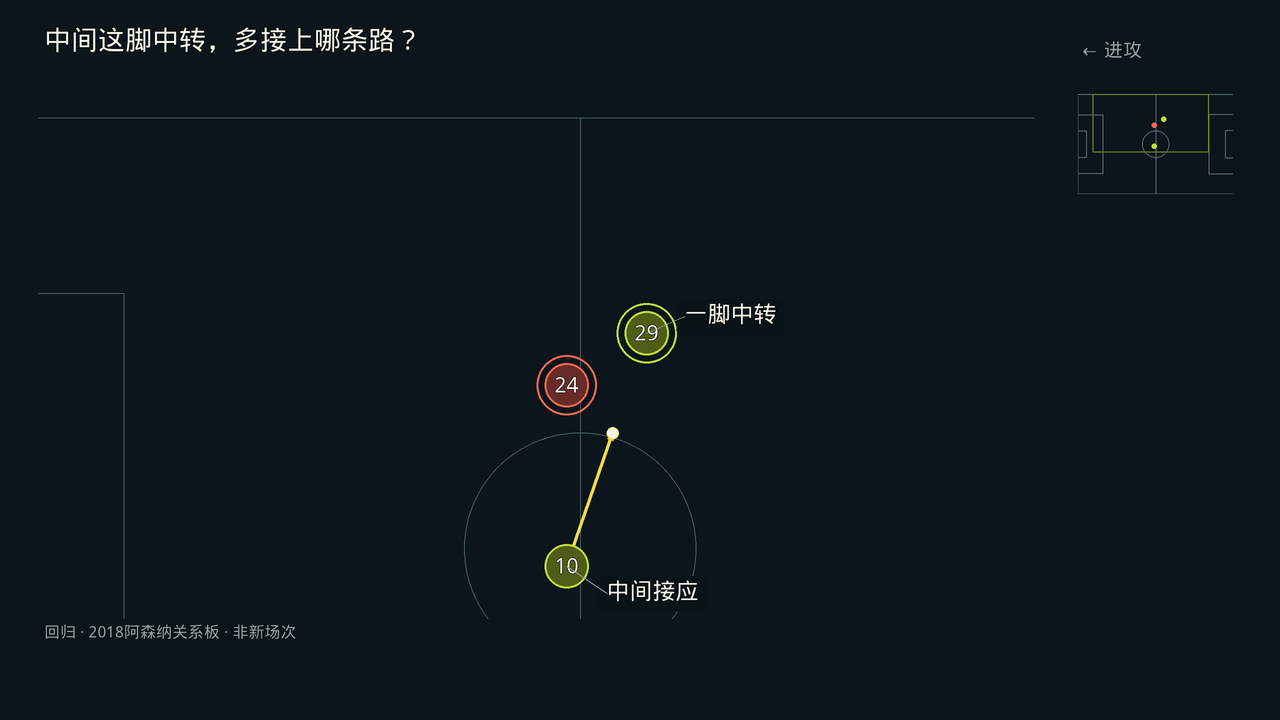 中间这脚中转，多接上哪条路？
← 进攻
一脚中转
29
24
10
中间接应
回归 · 2018阿森纳关系板 · 非新场次